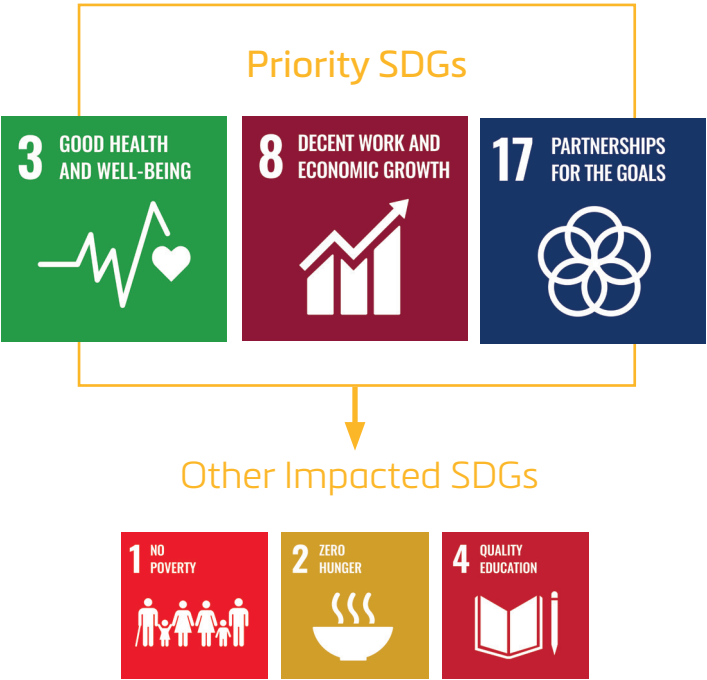 Priority SDGs
3 GOOD HEALTH
AND WELL-BEING
8 DECENT WORK AND
ECONOMIC GROWTH
17 PARTNERSHIPS
FOR THE GOALS
Other Impacted SDGs
1 NO
POVERTY
2 ZERO
HUNGER
4 QUALITY
EDUCATION